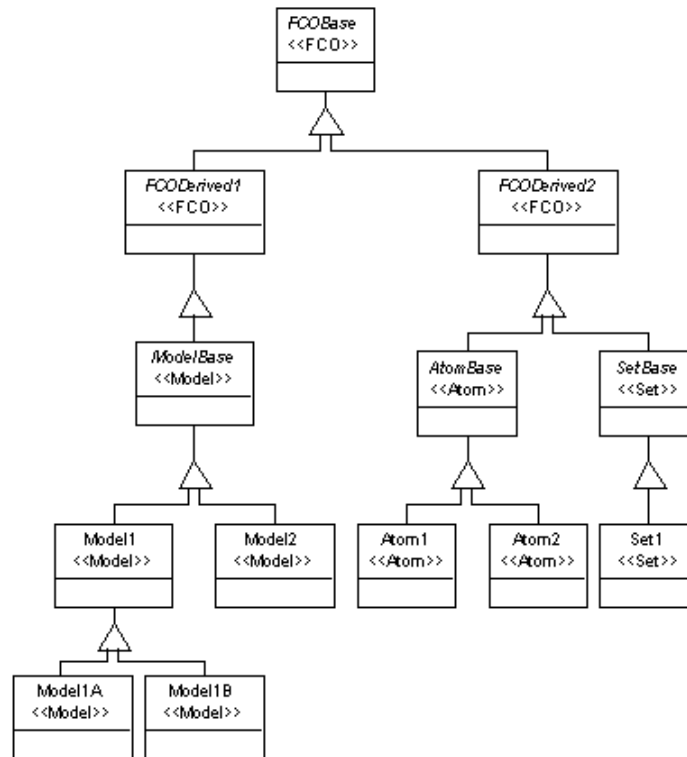 FCOBase
<<FCO>>
FCODerived1
<<FCO>>
FCODerived2
<<FCO>>
ModelBase
<<Model>>
AtomBase
<<Atom>>
SetBase
<<Set>>
Model1
<<Model>>
Model2
<<Model>>
Atom1
<<Atom>>
Atom2
<<Atom>>
Set1
<<Set>>
Model1A
<<Model>>
Model1B
<<Model>>